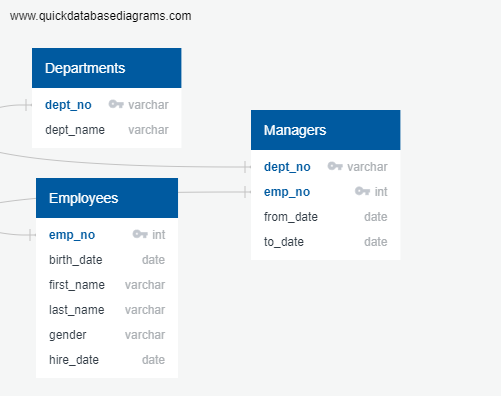 www.quickdatabasediagrams.com
Departments
dept_no varchar
dept_name varchar
Managers
dept_no varchar
emp_no int
from_date date
to_date date
Employees
emp_no int
birth_date date
first_name varchar
last_name varchar
gender varchar
hire_date date